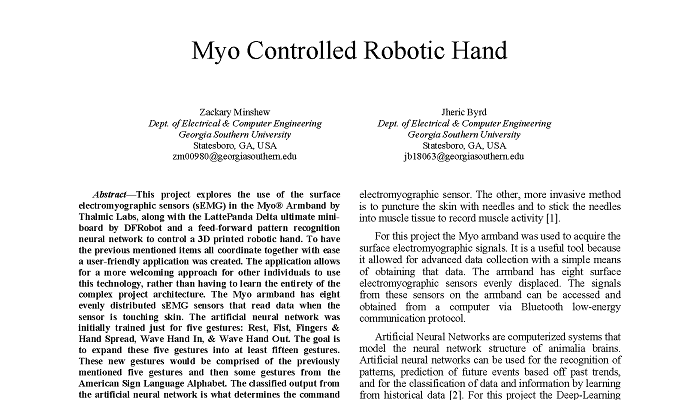 Myo Controlled Robotic Hand
Zackary Minshew
Dept. of Electrical & Computer Engineering
Georgia Southern University
Statesboro, GA, USA
zm00980@georgiasouthern.edu
Jheric Byrd
Dept. of Electrical & Computer Engineering
Georgia Southern University
Statesboro, GA, USA
jb18063@georgiasouthern.edu
Abstract—This project explores the use of the surface
electromyographic sensors (sEMG) in the Myo® Armband by
Thalmic Labs, along with the LattePanda Delta ultimate mini-
board by DFRobot and a feed-forward pattern recognition
neural network to control a 3D printed robotic hand. To have
the previous mentioned items all coordinate together with ease
a user-friendly application was created. The application allows
for a more welcoming approach for other individuals to use
this technology, rather than having to learn the entirety of the
complex project architecture. The Myo armband has eight
evenly distributed sEMG sensors that read data when the
sensor is touching skin. The artificial neural network was
initially trained just for five gestures: Rest, Fist, Fingers &
Hand Spread, Wave Hand In, & Wave Hand Out. The goal is
to expand these five gestures into at least fifteen gestures.
These new gestures would be comprised of the previously
mentioned five gestures and then some gestures from the
American Sign Language Alphabet. The classified output from
the artificial neural network is what determines the command
electromyographic sensor. The other, more invasive method
is to puncture the skin with needles and to stick the needles
into muscle tissue to record muscle activity [1].
For this project the Myo armband was used to acquire the
surface electromyographic signals. It is a useful tool because
it allowed for advanced data collection with a simple means
of obtaining that data. The armband has eight surface
electromyographic sensors evenly displaced. The signals
from these sensors on the armband can be accessed and
obtained from a computer via Bluetooth low-energy
communication protocol.
Artificial Neural Networks are computerized systems that
model the neural network structure of animalia brains.
Artificial neural networks can be used for the recognition of
patterns, prediction of future events based off past trends,
and for the classification of data and information by learning
from historical data [2]. For this project the Deep-Learning